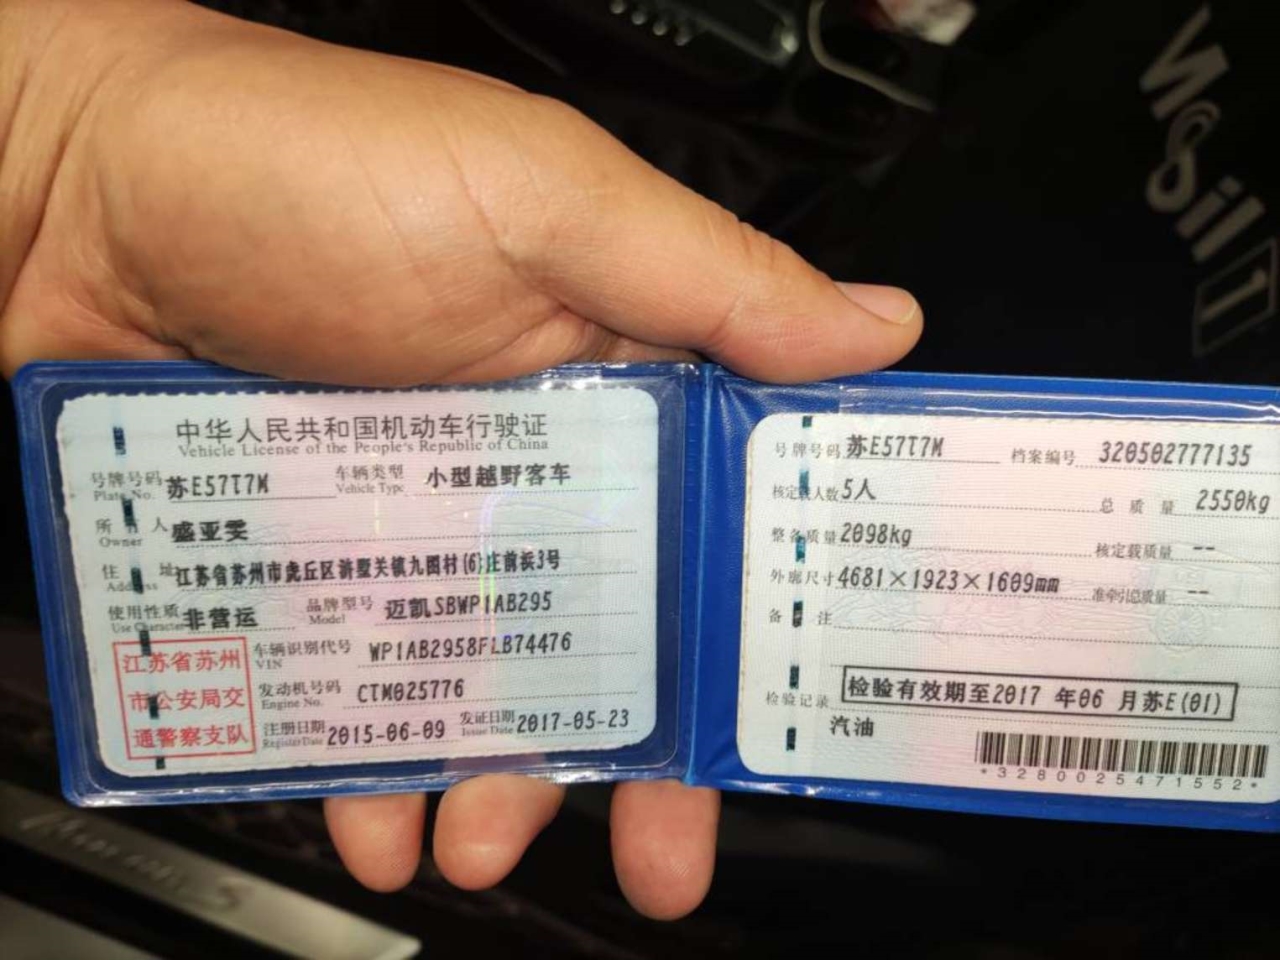 Mobil 1
中华人民共和国机动车行驶证
Vehicle License of the People's Republic of China
号牌号码 苏E57T7M 车辆类型 小型越野客车
Plate No. Vehicle Type
所有人 盛亚雯
Owner
住址 江苏省苏州市虎丘区浒墅关镇九图村(6)庄前浜3号
Address
使用性质 非营运 品牌型号 迈凯SBWP1AB295
Use Character Model
江苏省苏州
市公安局交
通警察支队
车辆识别代号 WP1AB2958FLB74476
VIN
发动机号码 CTM025776
Engine No.
注册日期 2015-06-09 发证日期 2017-05-23
Register Date Issue Date
号牌号码 苏E57T7M 档案编号 320502777135
核定载人数 5人 总质量 2550kg
整备质量 2098kg 核定载质量 --
外廓尺寸 4681×1923×1609mm 准牵引总质量 --
备注
检验记录 检验有效期至2017 年06 月苏E(01)
汽油
*3280025471552*
S